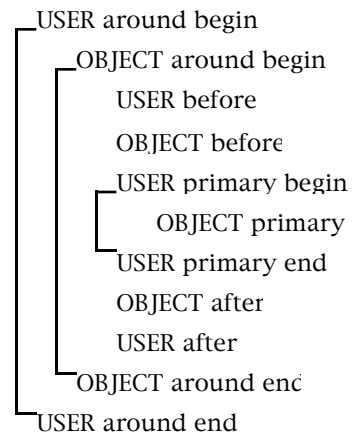 USER around begin
OBJECT around begin
USER before
OBJECT before
USER primary begin
OBJECT primary
USER primary end
OBJECT after
USER after
OBJECT around end
USER around end